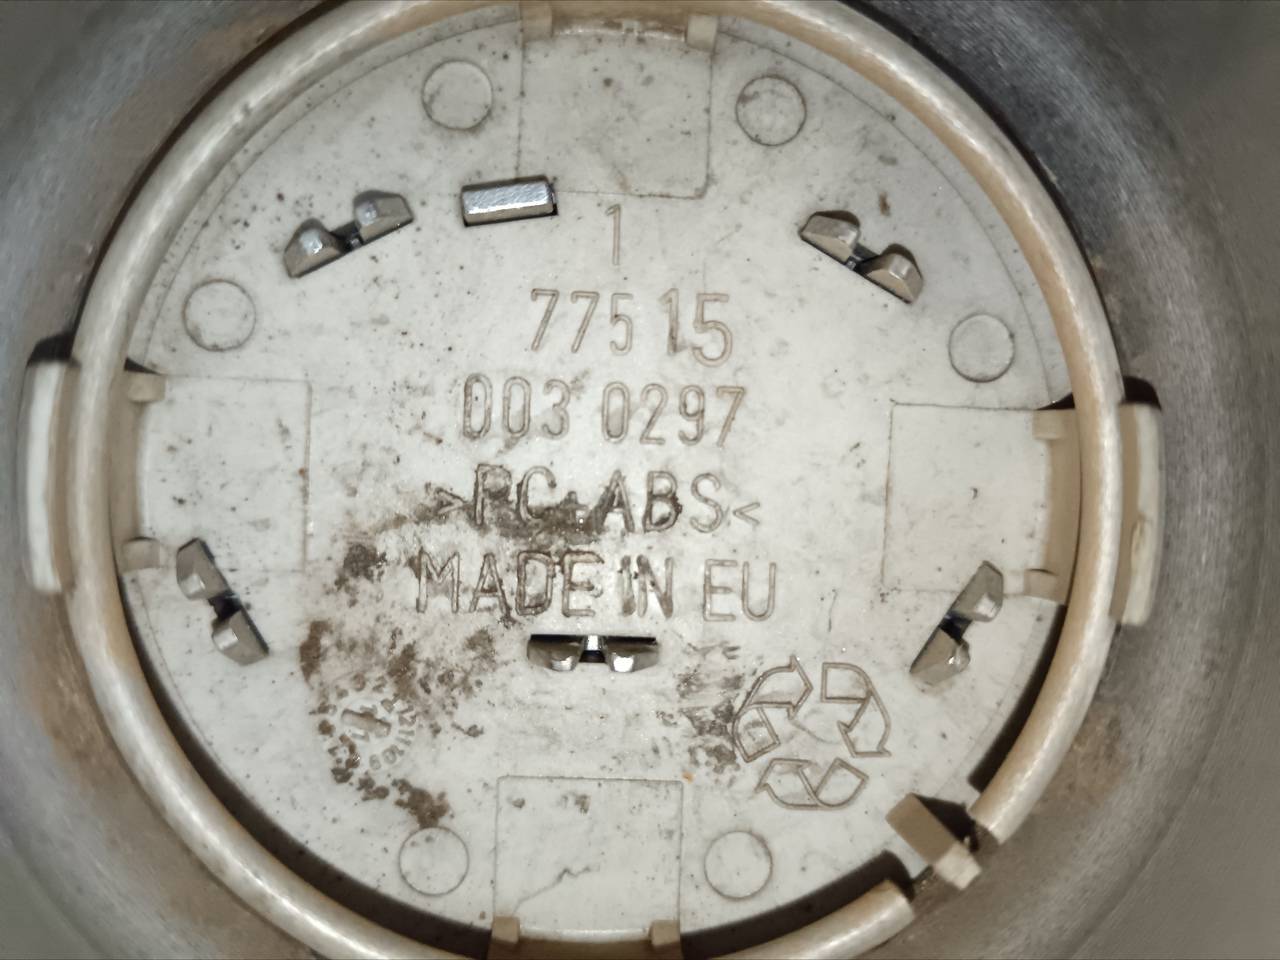 1
775 15
003 0297
>PC-ABS<
MADE IN EU